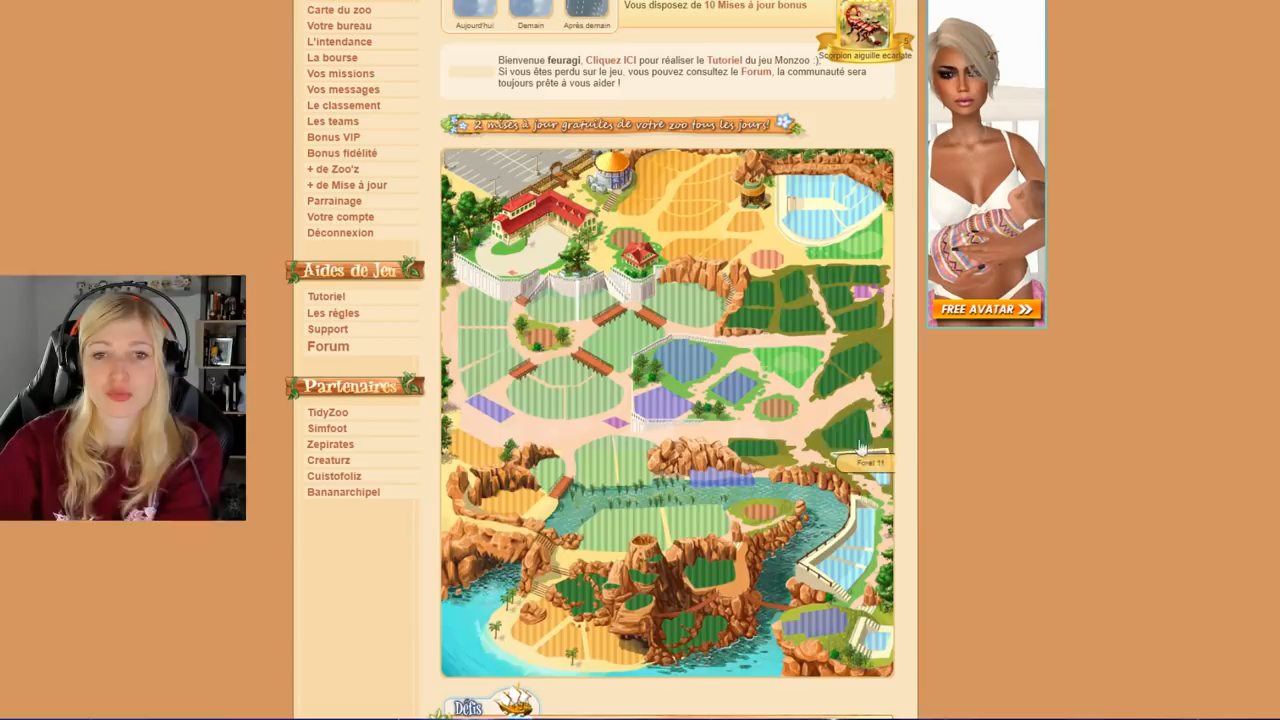 Carte du zoo
Votre bureau
L'intendance
La bourse
Vos missions
Vos messages
Le classement
Les teams
Bonus VIP
Bonus fidélité
+ de Zoo'z
+ de Mise à jour
Parrainage
Votre compte
Déconnexion
Aides de Jeu
Tutoriel
Les règles
Support
Forum
Partenaires
TidyZoo
Simfoot
Zepirates
Creaturz
Cuistofoliz
Bananarchipel
Aujourd'hui
Demain
Après demain
Vous disposez de 10 Mises à jour bonus
Scorpion aiguille ecarlate
Bienvenue feuragi, Cliquez ICI pour réaliser le Tutoriel du jeu Monzoo :).
Si vous êtes perdu sur le jeu, vous pouvez consultez le Forum, la communauté sera
toujours prête à vous aider !
2 mises à jour gratuites de votre zoo tous les jours!
Foret 11
Défis
FREE AVATAR >>